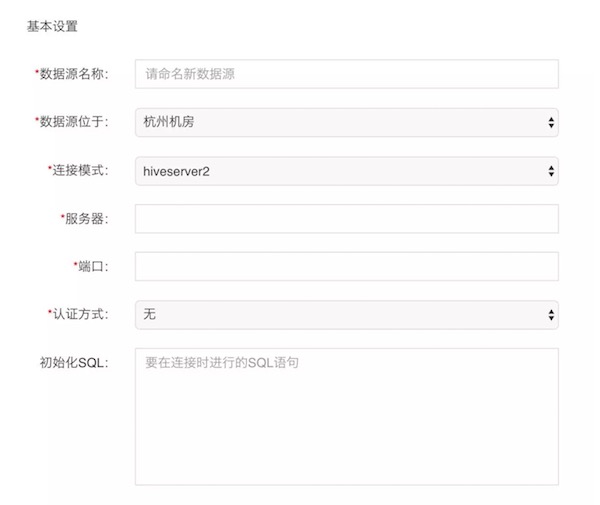 基本设置
*数据源名称： 请命名新数据源
*数据源位于： 杭州机房
*连接模式： hiveserver2
*服务器：
*端口：
*认证方式： 无
初始化SQL： 要在连接时进行的SQL语句